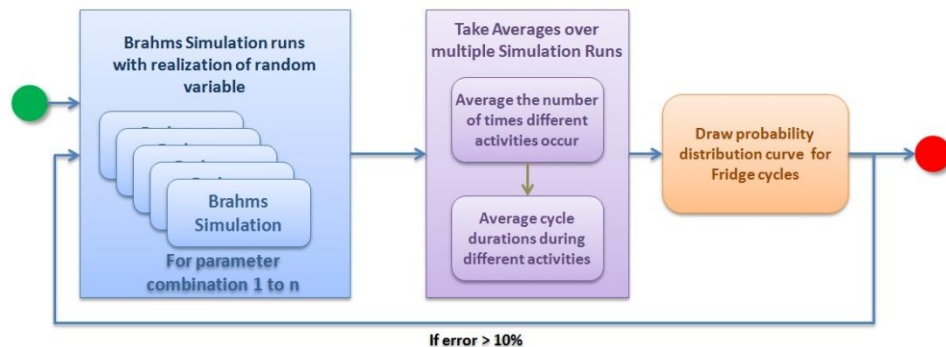 Brahms Simulation runs
with realization of random
variable
Brahms
Simulation
For parameter
combination 1 to n
Take Averages over
multiple Simulation Runs
Average the number
of times different
activities occur
Average cycle
durations during
different activities
Draw probability
distribution curve for
Fridge cycles
If error > 10%